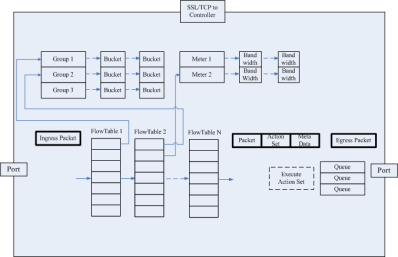 SSL/TCP to
Controller
Group 1
Bucket
Bucket
Meter 1
Band
width
Band
width
Group 2
Bucket
Bucket
Meter 2
Band
Width
Band
Width
Group 3
Bucket
Bucket
Ingress Packet
FlowTable 1
FlowTable 2
FlowTable N
Packet
Action
Set
Meta
Data
Egress Packet
Port
Port
Execute
Action Set
Queue
Queue
Queue